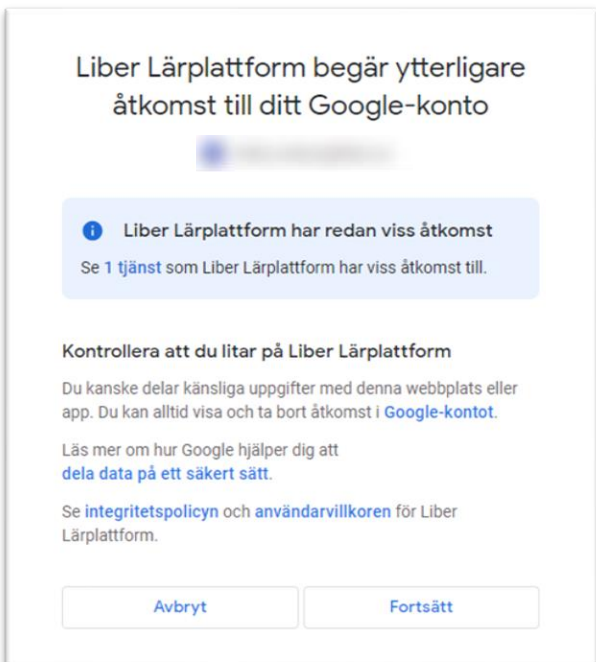 Liber Lärplattform begär ytterligare
åtkomst till ditt Google-konto
Liber Lärplattform har redan viss åtkomst
Se 1 tjänst som Liber Lärplattform har viss åtkomst till.
Kontrollera att du litar på Liber Lärplattform
Du kanske delar känsliga uppgifter med denna webbplats eller
app. Du kan alltid visa och ta bort åtkomst i Google-kontot.
Läs mer om hur Google hjälper dig att
dela data på ett säkert sätt.
Se integritetspolicyn och användarvillkoren för Liber
Lärplattform.
Avbryt
Fortsätt